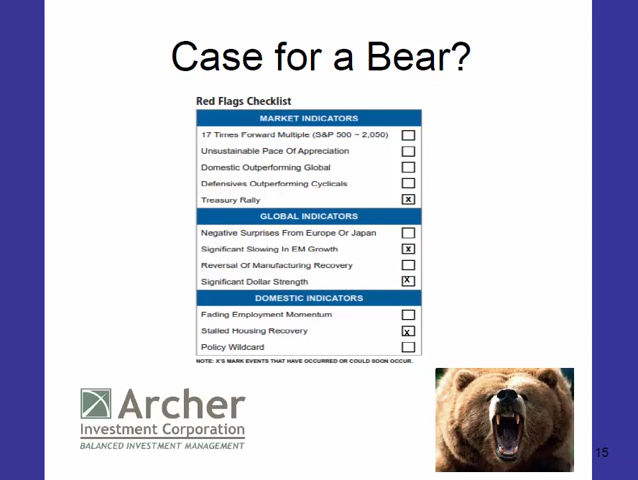 Case for a Bear?
Red Flags Checklist
MARKET INDICATORS
17 Times Forward Multiple (S&P 500 ~ 2,050)
Unsustainable Pace Of Appreciation
Domestic Outperforming Global
Defensives Outperforming Cyclicals
Treasury Rally x
GLOBAL INDICATORS
Negative Surprises From Europe Or Japan
Significant Slowing In EM Growth x
Reversal Of Manufacturing Recovery
Significant Dollar Strength x
DOMESTIC INDICATORS
Fading Employment Momentum
Stalled Housing Recovery x
Policy Wildcard
NOTE: X'S MARK EVENTS THAT HAVE OCCURRED OR COULD SOON OCCUR.
Archer
Investment Corporation
BALANCED INVESTMENT MANAGEMENT
15